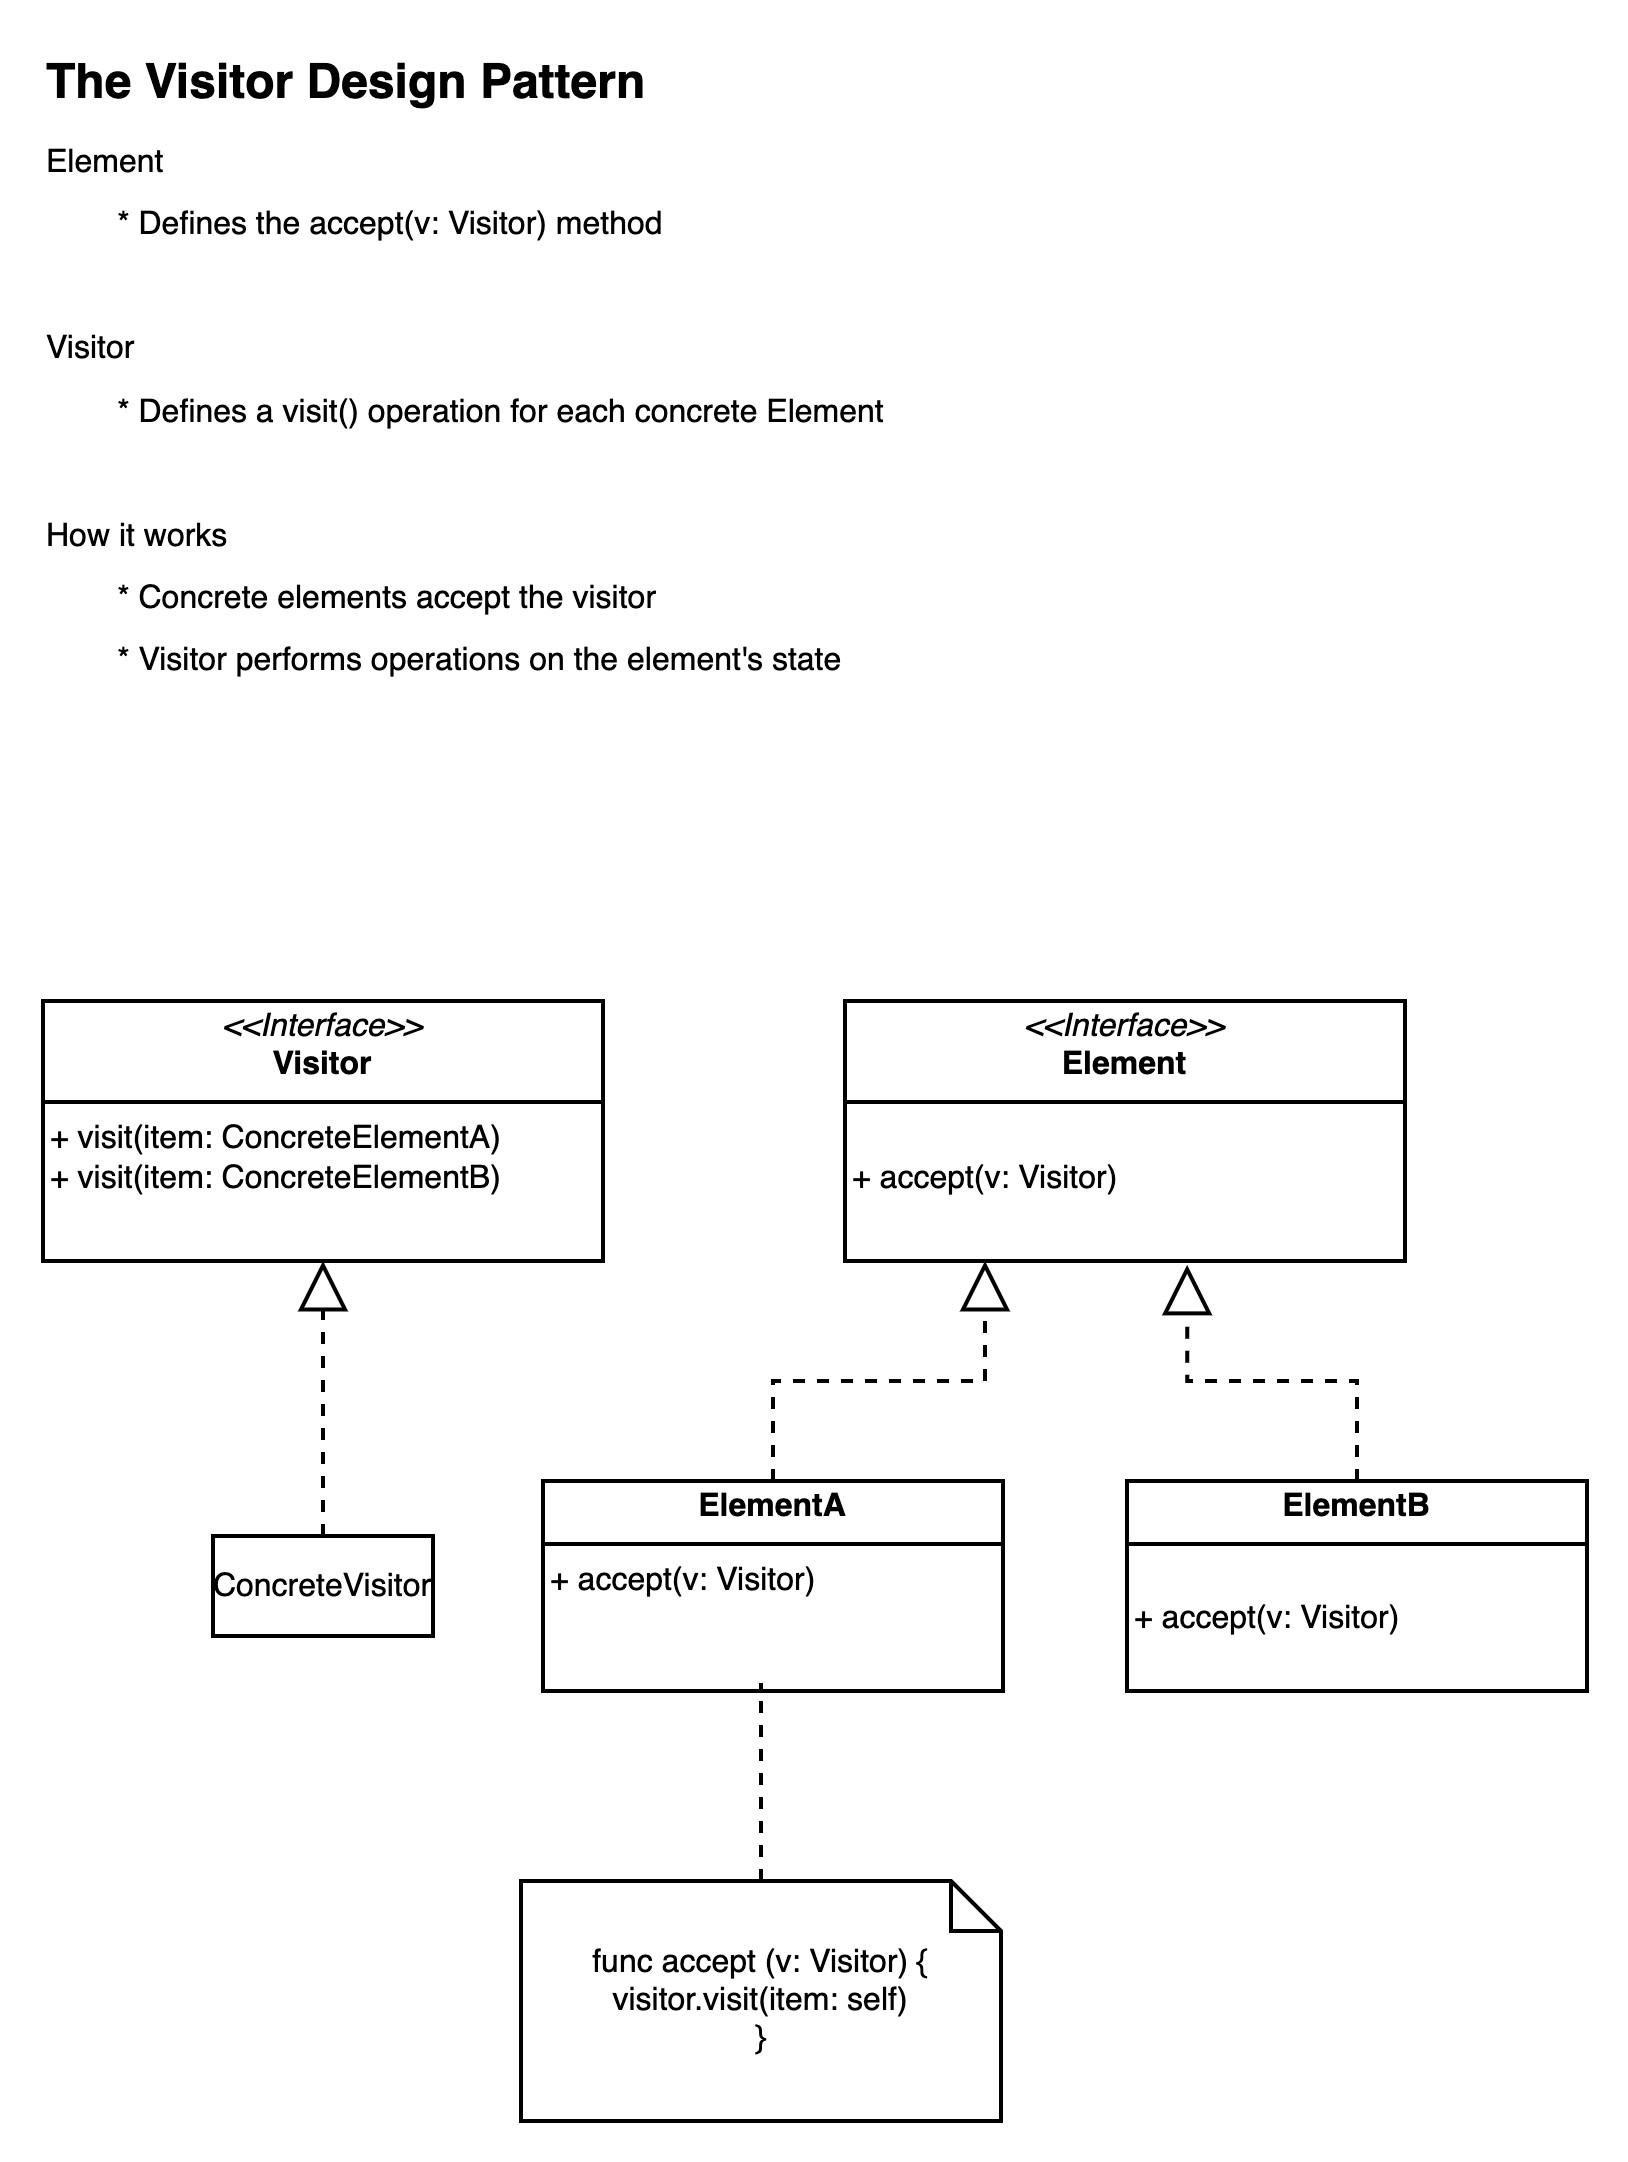 The Visitor Design Pattern
Element
* Defines the accept(v: Visitor) method
Visitor
* Defines a visit() operation for each concrete Element
How it works
* Concrete elements accept the visitor
* Visitor performs operations on the element's state
<<Interface>>
Visitor
+ visit(item: ConcreteElementA)
+ visit(item: ConcreteElementB)
<<Interface>>
Element
+ accept(v: Visitor)
ConcreteVisitor
ElementA
+ accept(v: Visitor)
ElementB
+ accept(v: Visitor)
func accept (v: Visitor) {
visitor.visit(item: self)
}